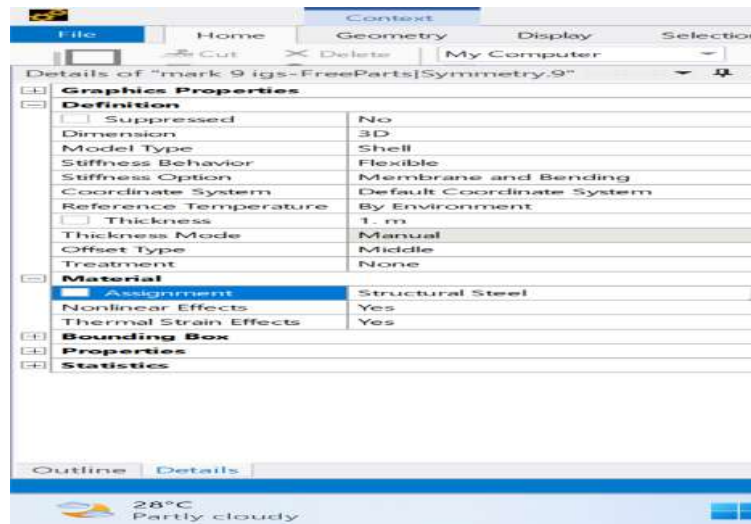 Context
File Home Geometry Display Selectio
Cut Delete My Computer
Details of "mark 9 igs-FreeParts|Symmetry.9"
Graphics Properties
Definition
Suppressed No
Dimension 3D
Model Type Shell
Stiffness Behavior Flexible
Stiffness Option Membrane and Bending
Coordinate System Default Coordinate System
Reference Temperature By Environment
Thickness 1. m
Thickness Mode Manual
Offset Type Middle
Treatment None
Material
Assignment Structural Steel
Nonlinear Effects Yes
Thermal Strain Effects Yes
Bounding Box
Properties
Statistics
Outline Details
28°C
Partly cloudy